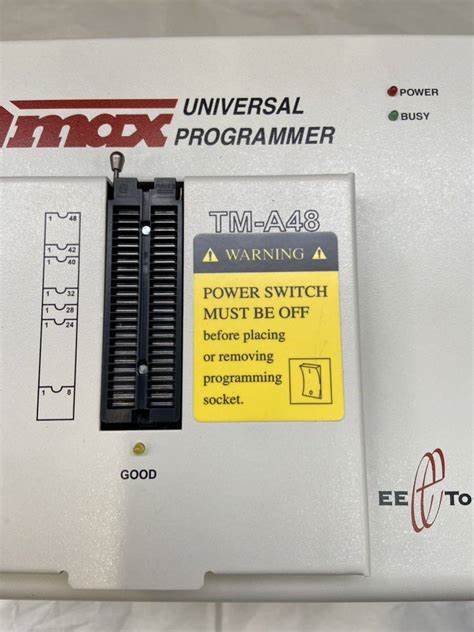 max
UNIVERSAL
PROGRAMMER
POWER
BUSY
TM-A48
WARNING
POWER SWITCH
MUST BE OFF
before placing
or removing
programming
socket.
1 48
1 42
1 40
1 32
1 28
1 24
1 8
GOOD
EE To